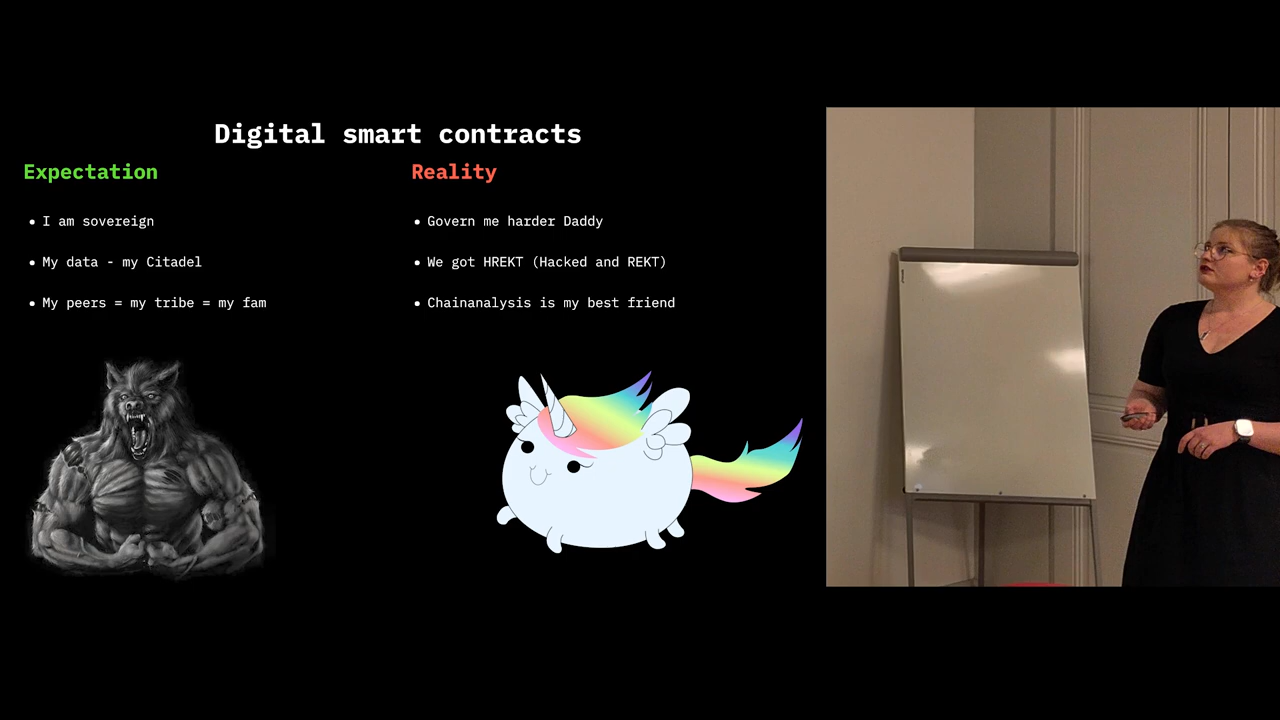 Digital smart contracts
Expectation
• I am sovereign
• My data - my Citadel
• My peers = my tribe = my fam
Reality
• Govern me harder Daddy
• We got HREKT (Hacked and REKT)
• Chainanalysis is my best friend